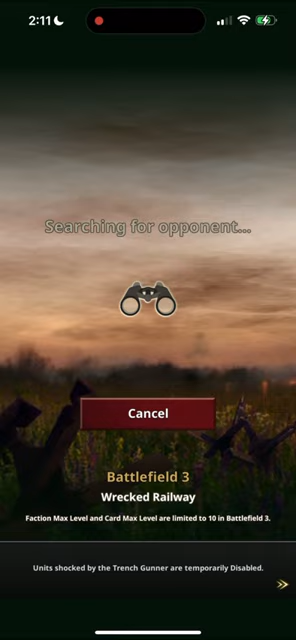 2:11
Searching for opponent...
Cancel
Battlefield 3
Wrecked Railway
Faction Max Level and Card Max Level are limited to 10 in Battlefield 3.
Units shocked by the Trench Gunner are temporarily Disabled.